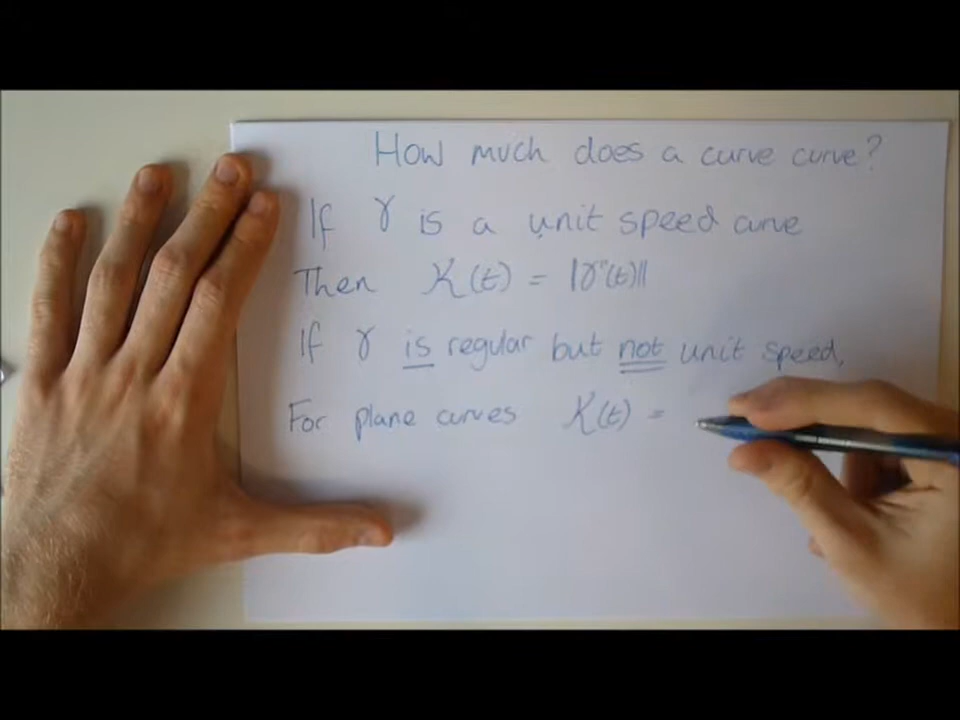 How much does a curve curve?
If γ is a unit speed curve
Then K(t) = ||γ"(t)||
If γ is regular but not unit speed,
For plane curves K(t) =